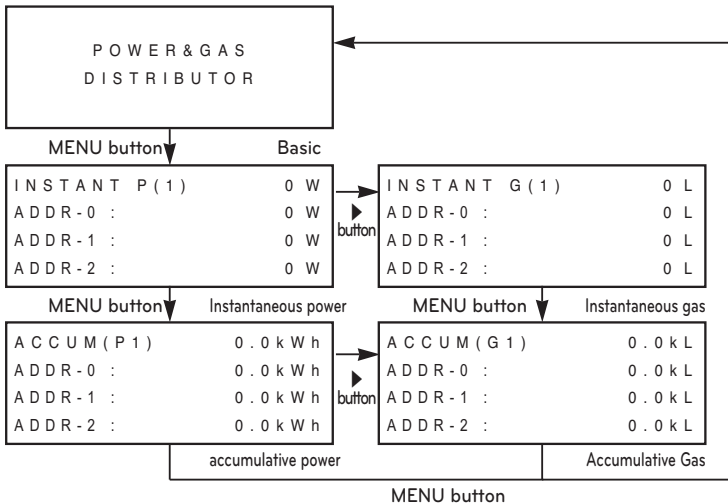 POWER&GAS
DISTRIBUTOR
MENU button Basic
INSTANT P(1) 0 W
ADDR-0 : 0 W
ADDR-1 : 0 W
ADDR-2 : 0 W
button
INSTANT G(1) 0 L
ADDR-0 : 0 L
ADDR-1 : 0 L
ADDR-2 : 0 L
MENU button Instantaneous power
MENU button Instantaneous gas
ACCUM(P1) 0.0kWh
ADDR-0 : 0.0kWh
ADDR-1 : 0.0kWh
ADDR-2 : 0.0kWh
button
ACCUM(G1) 0.0kL
ADDR-0 : 0.0kL
ADDR-1 : 0.0kL
ADDR-2 : 0.0kL
accumulative power
Accumulative Gas
MENU button